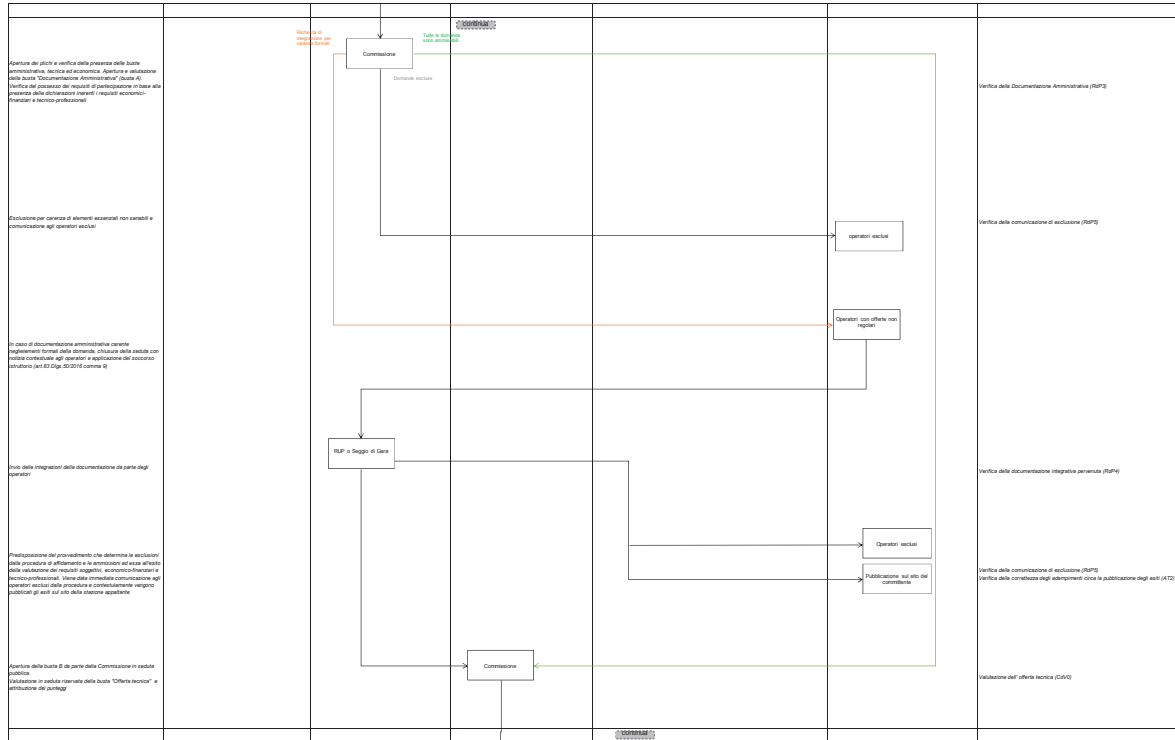 continua
Richiesta di
integrazione per
carenze formali
Tutte le domande
sono ammissibili
Commissione
Domande escluse
Apertura dei plichi e verifica della presenza delle buste
amministrativa, tecnica ed economica. Apertura e valutazione
della busta "Documentazione Amministrativa" (busta A).
Verifica del possesso dei requisiti di partecipazione in base alla
presenza delle dichiarazioni inerenti i requisiti economici-
finanziari e tecnico-professionali
Verifica della Documentazione Amministrativa (RdP3)
Esclusione per carenza di elementi essenziali non sanabili e
comunicazione agli operatori esclusi
operatori esclusi
Verifica della comunicazione di esclusione (RdP5)
Operatori con offerte non
regolari
In caso di documentazione amministrativa carente
neglielementi formali della domanda, chiusura della seduta con
notizia contestuale agli operatori e applicazione del soccorso
istruttorio (art.83 Dlgs.50/2016 comma 9)
RUP o Seggio di Gara
Invio delle integrazioni della documentazione da parte degli
operatori
Verifica della documentazione integrativa pervenuta (RdP4)
Operatori esclusi
Predisposizione del provvedimento che determina le esclusioni
dalla procedura di affidamento e le ammissioni ad essa all'esito
della valutazione dei requisiti soggettivi, economico-finanziari e
tecnico-professionali. Viene data immediata comunicazione agli
operatori esclusi dalla procedura e contestulamente vengono
pubblicati gli esiti sul sito della stazione appaltante
Pubblicazione sul sito del
committente
Verifica della comunicazione di esclusione (RdP5)
Verifica della correttezza degli adempimenti circa la pubblicazione degli esiti (AT2)
Apertura della busta B da parte della Commissione in seduta
pubblica.
Valutazione in seduta riservata della busta "Offerta tecnica" e
attribuzione dei punteggi
Commissione
Valutazione dell' offerta tecnica (CdV0)
continua